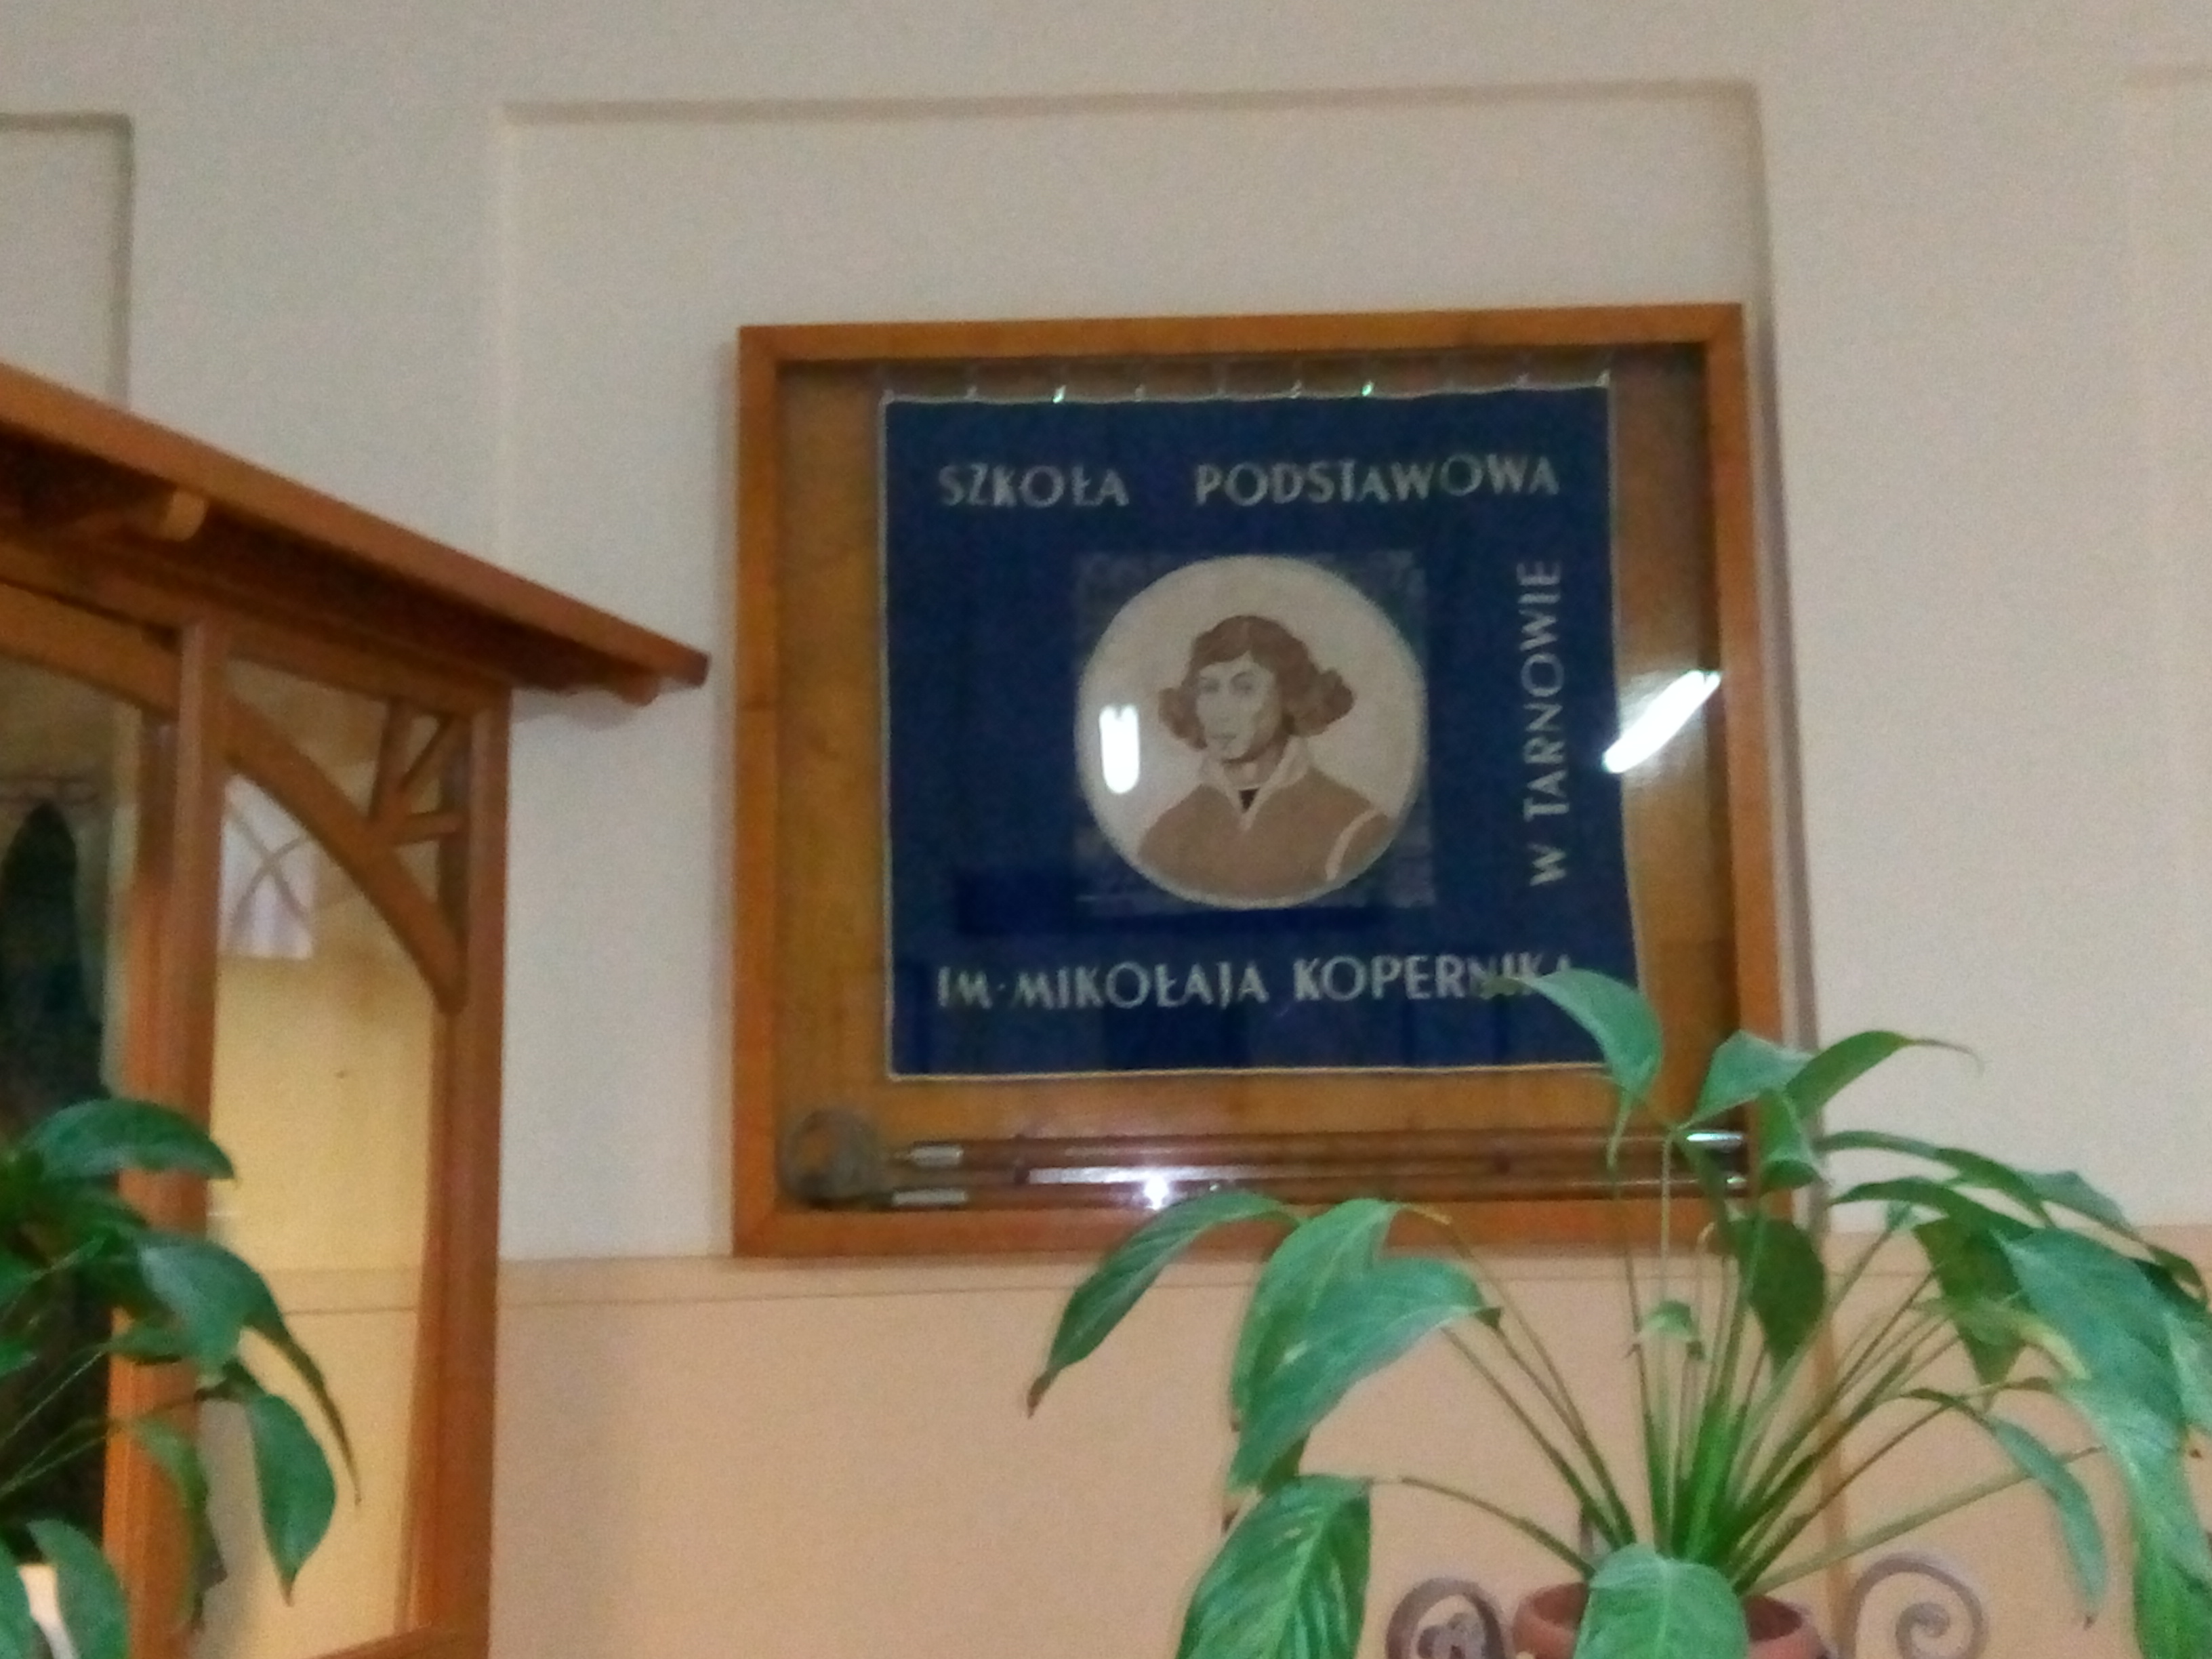 SZKOŁA PODSTAWOWA
W TARNOWIE
IM·MIKOŁAJA KOPERNIKA